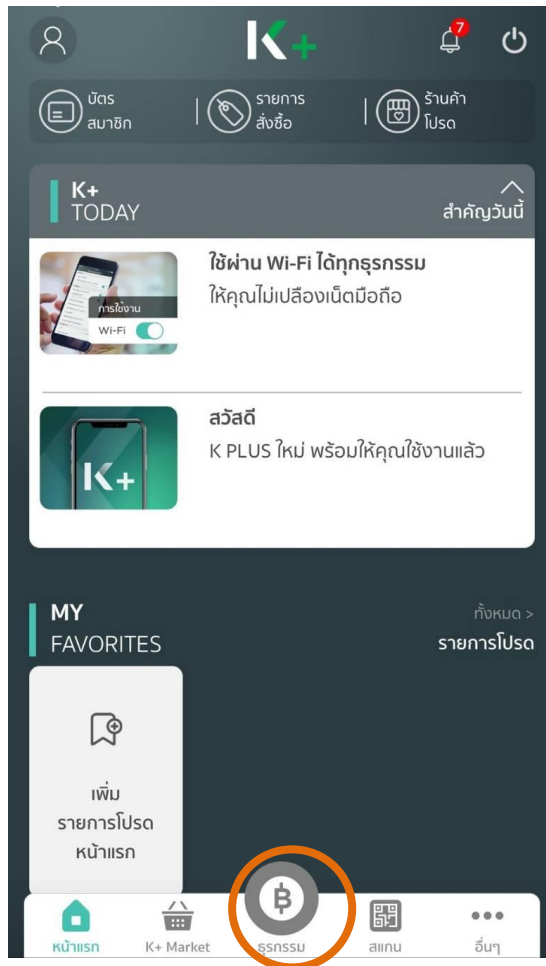 K+
7
บัตร
สมาชิก
รายการ
สั่งซื้อ
ร้านค้า
โปรด
K+
TODAY
สำคัญวันนี้
ใช้ผ่าน Wi-Fi ได้ทุกธุรกรรม
ให้คุณไม่เปลืองเน็ตมือถือ
การใช้งาน
Wi-Fi
สวัสดี
K PLUS ใหม่ พร้อมให้คุณใช้งานแล้ว
K+
MY
FAVORITES
ทั้งหมด >
รายการโปรด
เพิ่ม
รายการโปรด
หน้าแรก
฿
หน้าแรก
K+ Market
ธุรกรรม
สแกน
อื่นๆ